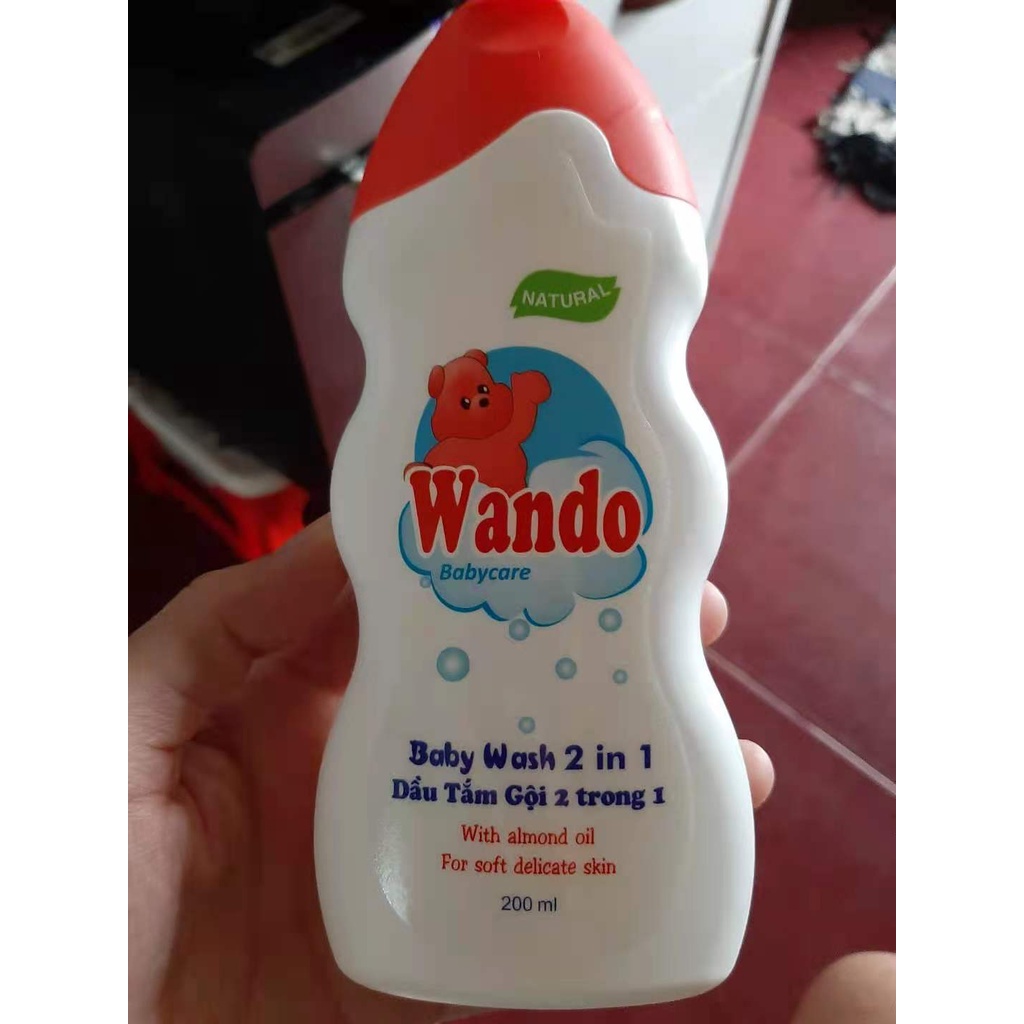 NATURAL
Wando
Babycare
Baby Wash 2 in 1
Dầu Tắm Gội 2 trong 1
With almond oil
For soft delicate skin
200 ml